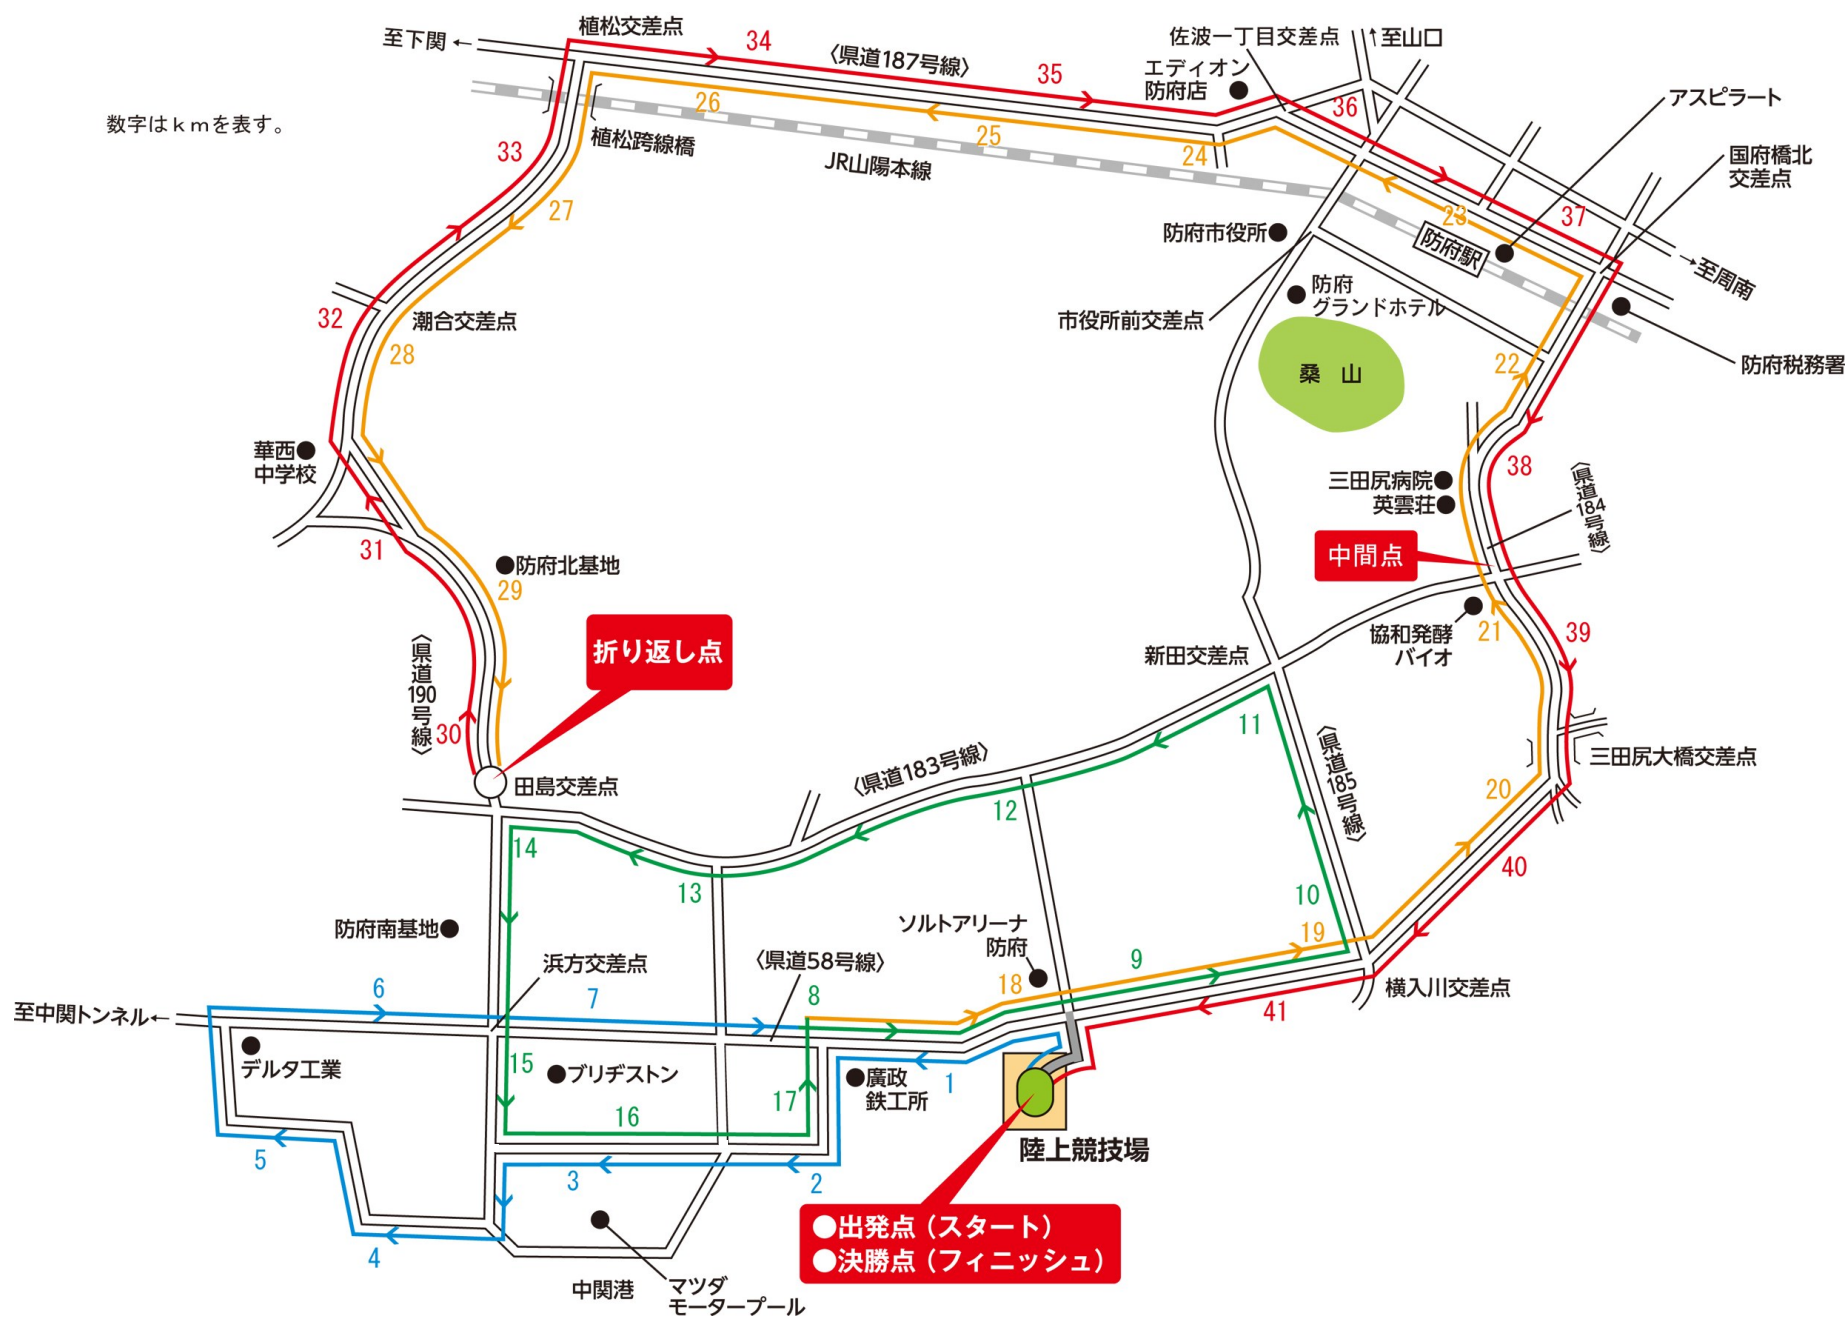 植松交差点
至下関←
34
〈県道187号線〉
35
佐波一丁目交差点
↑至山口
エディオン
防府店
36
アスピラート
数字はｋｍを表す。
26
25
24
植松跨線橋
JR山陽本線
33
27
国府橋北
交差点
37
23
防府市役所
防府駅
→至周南
防府
グランドホテル
市役所前交差点
32
潮合交差点
28
桑 山
22
防府税務署
華西
中学校
38
三田尻病院
英雲荘
〈県道184号線〉
31
中間点
防府北基地
29
協和発酵
バイオ
21
39
折り返し点
新田交差点
〈県道190号線〉
30
11
〈県道185号線〉
三田尻大橋交差点
田島交差点
〈県道183号線〉
12
20
14
13
10
40
防府南基地
ソルトアリーナ
防府
19
浜方交差点
〈県道58号線〉
9
18
6
7
8
横入川交差点
至中関トンネル←
41
デルタ工業
15
ブリヂストン
17
廣政
鉄工所
1
16
陸上競技場
5
3
2
4
●出発点（スタート）
●決勝点（フィニッシュ）
中関港
マツダ
モータープール